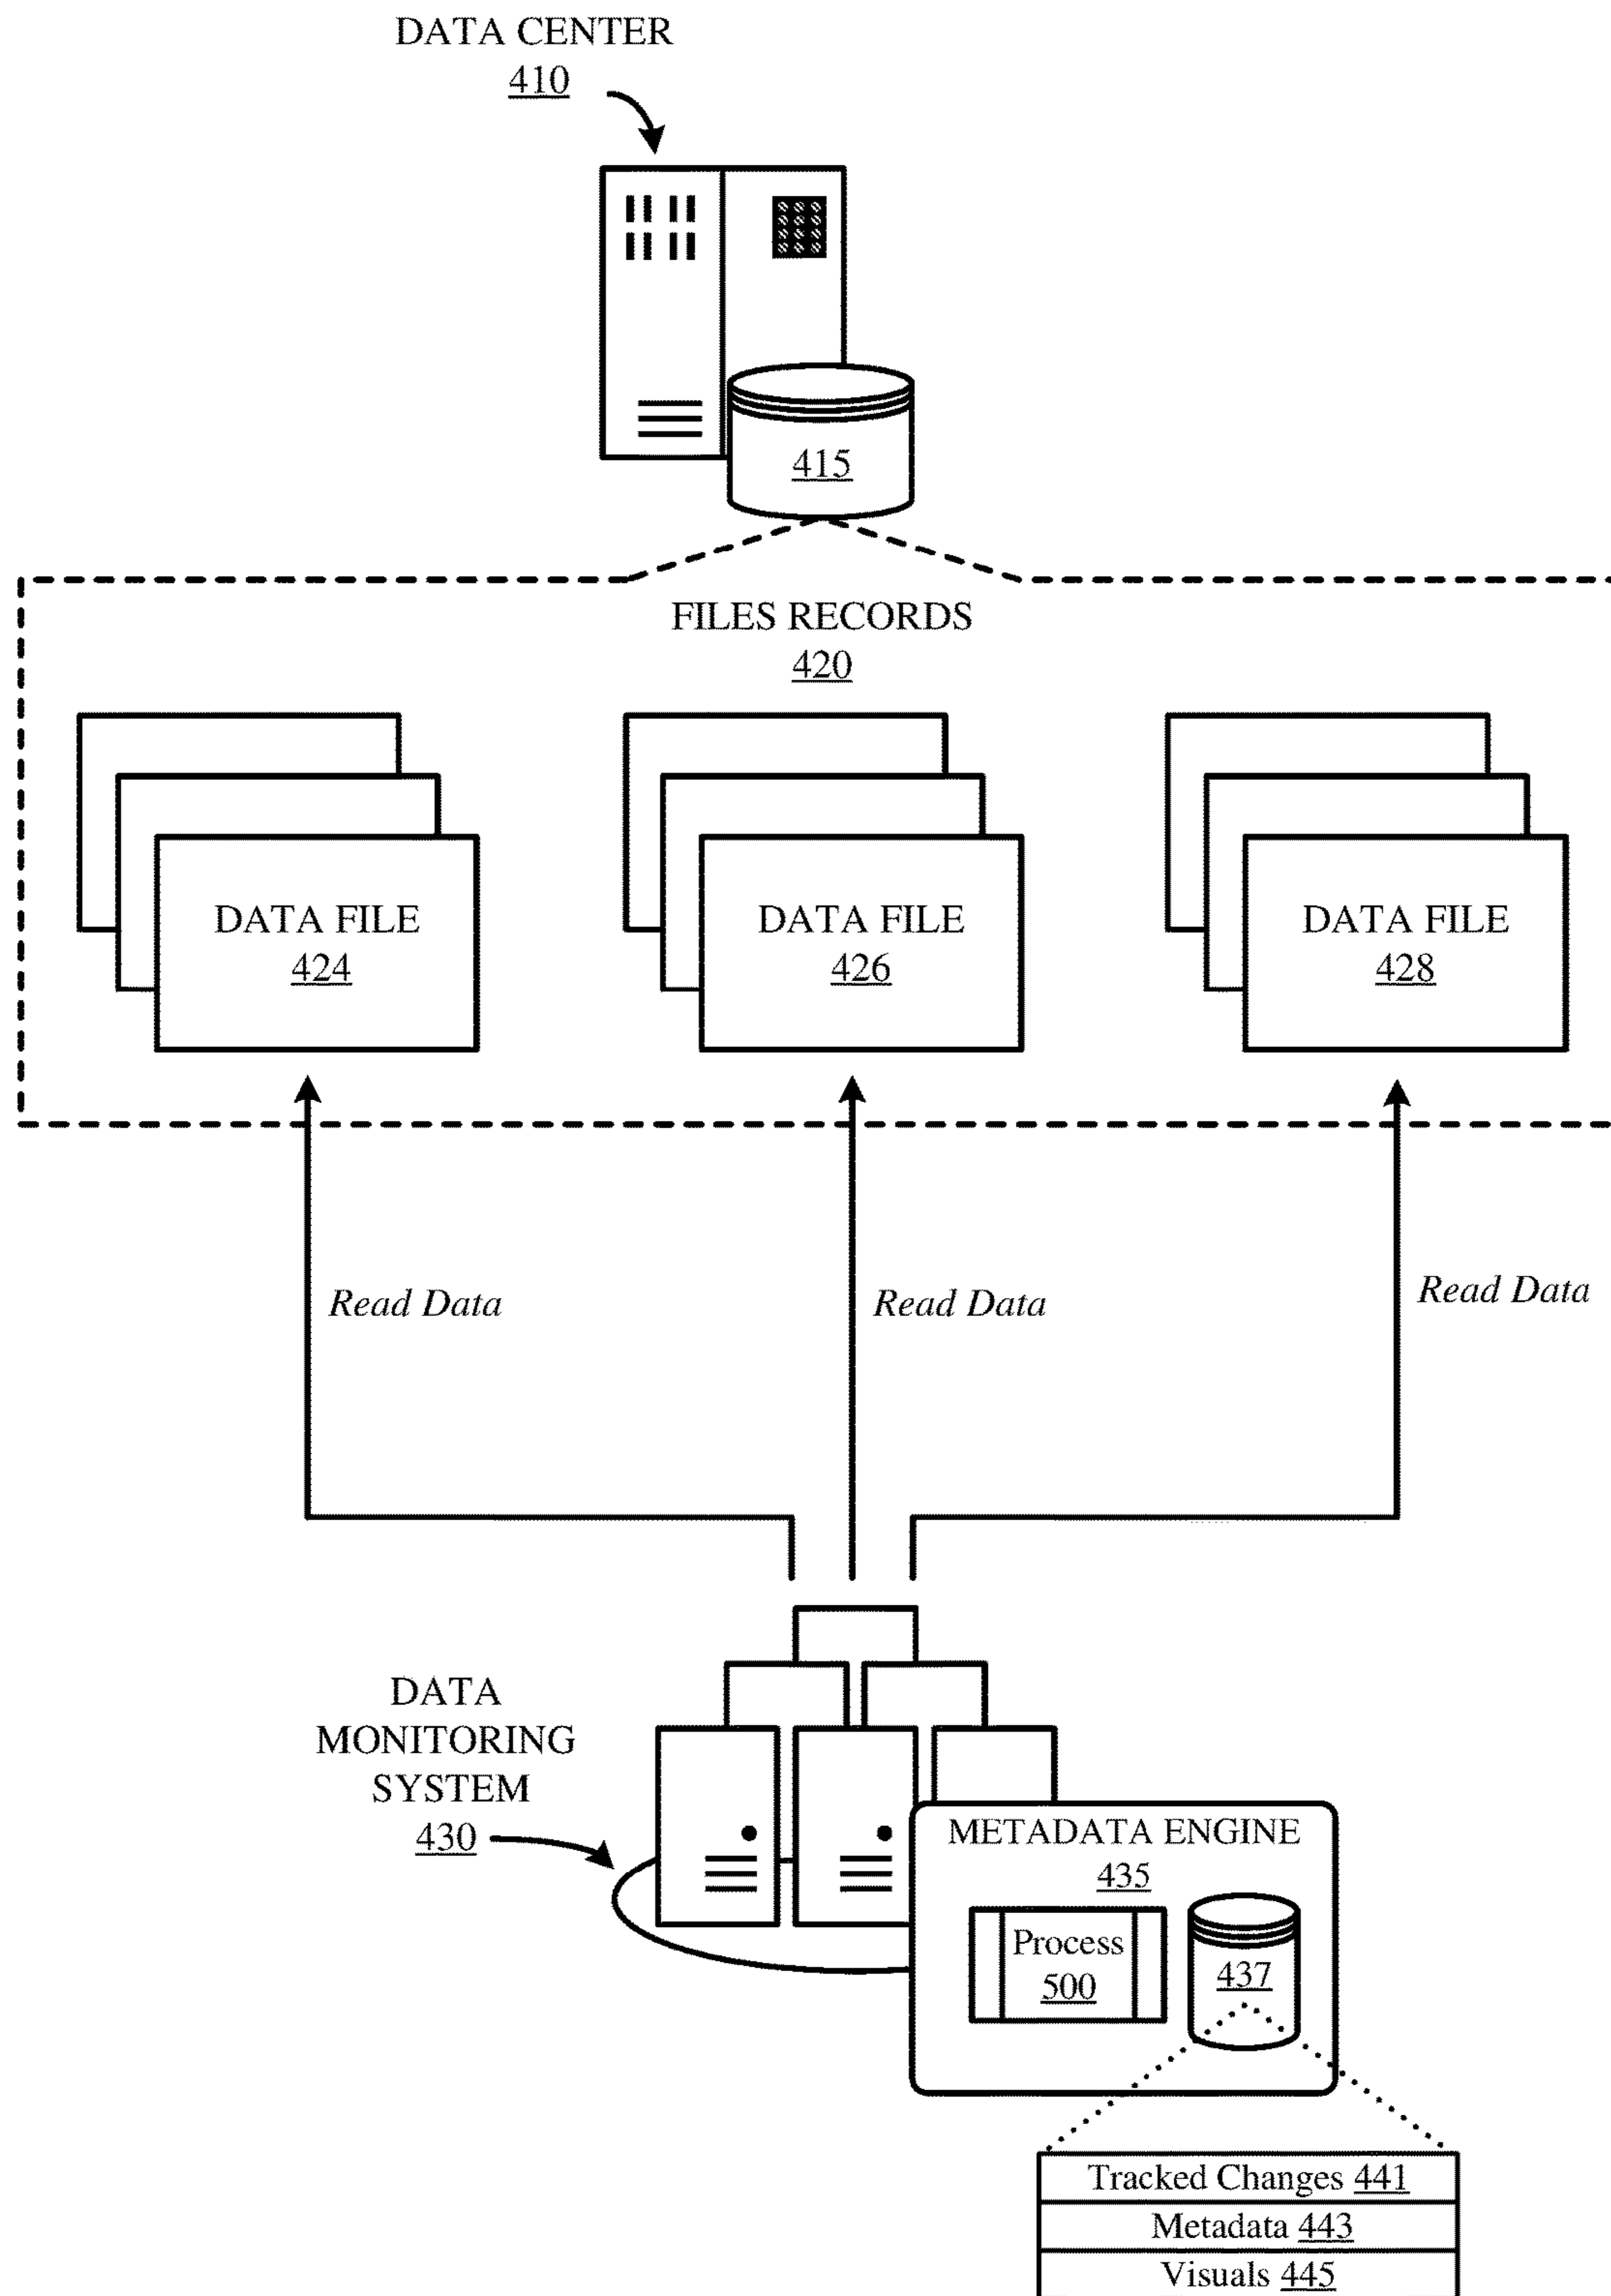 DATA CENTER
410
415
FILES RECORDS
420
DATA FILE
424
DATA FILE
426
DATA FILE
428
Read Data
Read Data
Read Data
DATA
MONITORING
SYSTEM
430
METADATA ENGINE
435
Process
500
437
Tracked Changes 441
Metadata 443
Visuals 445